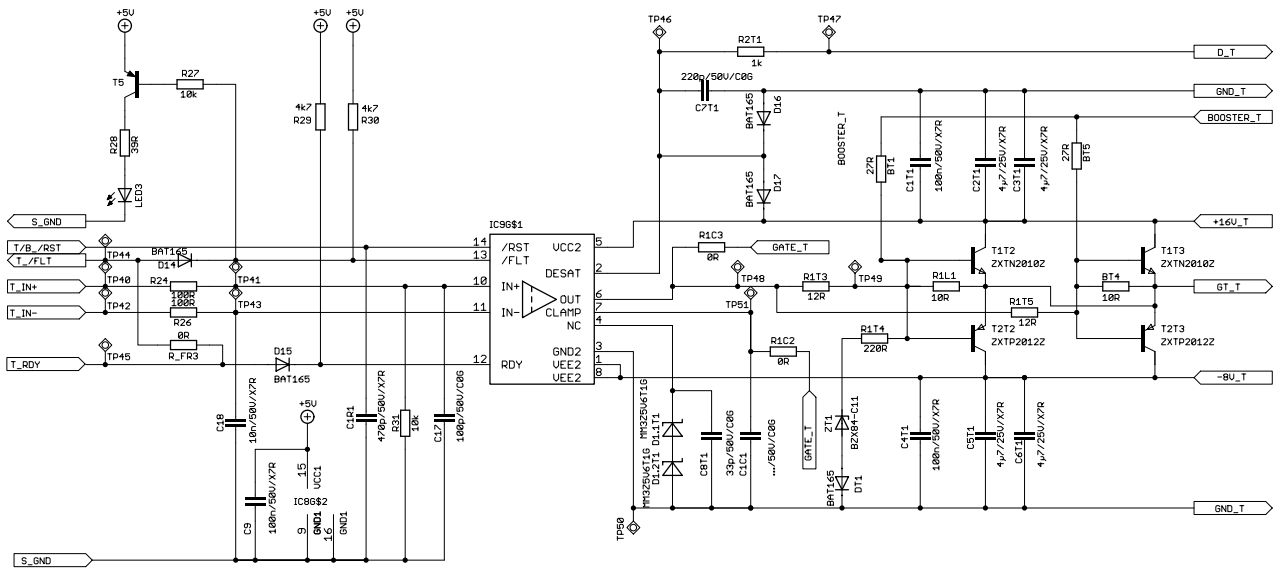 +5V
+5V
+5V
TP46
TP47
R2T1
1k
D_T
T5
R27
10k
220p/50V/C0G
C7T1
GND_T
BAT165
D16
4k7
R29
4k7
R30
BOOSTER_T
BOOSTER_T
R28
39R
27R
BT1
C1T1
100n/50V/X7R
C2T1
4µ7/25V/X7R
C3T1
4µ7/25V/X7R
27R
BT5
LED3
BAT165
D17
S_GND
+16V_T
IC9G$1
T/B_/RST
T_/FLT
TP44
BAT165
D14
14
/RST
13
/FLT
VCC2
5
R1C3
0R
GATE_T
T1T2
ZXTN2010Z
T1T3
ZXTN2010Z
DESAT
2
T_IN+
TP40
R24
100R
TP41
10
IN+
TP48
R1T3
12R
TP49
R1L1
10R
BT4
10R
GT_T
OUT
6
TP51
T_IN-
TP42
100R
R26
TP43
11
IN-
CLAMP
7
NC
4
R1T5
12R
0R
R_FR3
R1T4
220R
T2T2
ZXTP2012Z
T2T3
ZXTP2012Z
GND2
3
R1C2
0R
T_RDY
TP45
D15
BAT165
12
RDY
VEE2
1
VEE2
8
-8V_T
+5V
C18
10n/50V/X7R
C1R1
470p/50V/X7R
R31
10k
C17
100p/50V/C0G
MM3Z5V6T1G
D1.1T1
MM3Z5V6T1G
D1.2T1
C8T1
33p/50V/C0G
C1C1
.../50V/C0G
GATE_T
ZT1
BZX84-C11
BAT165
DT1
C4T1
100n/50V/X7R
C5T1
4µ7/25V/X7R
C6T1
4µ7/25V/X7R
15
VCC1
IC8G$2
C9
100n/50V/X7R
9
GND1
16
GND1
TP50
GND_T
S_GND